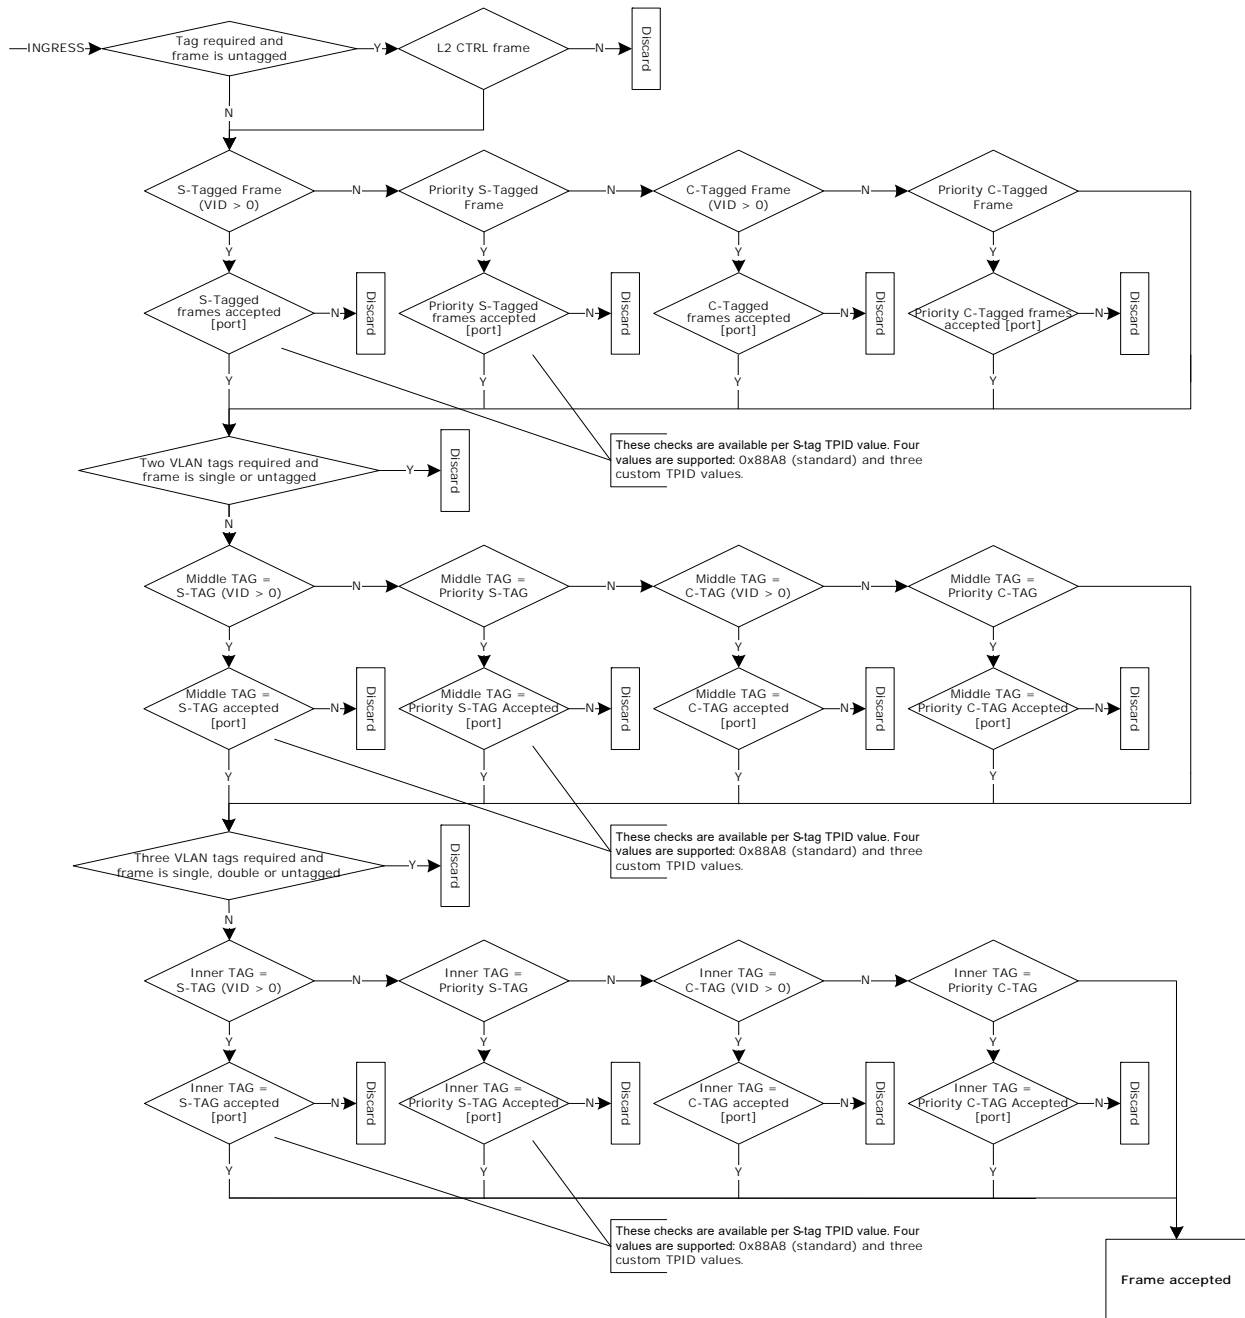 INGRESS
Tag required and
frame is untagged
Y
L2 CTRL frame
N
Discard
N
S-Tagged Frame
(VID > 0)
N
Priority S-Tagged
Frame
N
C-Tagged Frame
(VID > 0)
N
Priority C-Tagged
Frame
Y
Y
Y
Y
S-Tagged
frames accepted
[port]
N
Discard
Priority S-Tagged
frames accepted
[port]
N
Discard
C-Tagged
frames accepted
[port]
N
Discard
Priority C-Tagged frames
accepted [port]
N
Discard
Y
Y
Y
Y
These checks are available per S-tag TPID value. Four
values are supported: 0x88A8 (standard) and three
custom TPID values.
Two VLAN tags required and
frame is single or untagged
Y
Discard
N
Middle TAG =
S-TAG (VID > 0)
N
Middle TAG =
Priority S-TAG
N
Middle TAG =
C-TAG (VID > 0)
N
Middle TAG =
Priority C-TAG
Y
Y
Y
Y
Middle TAG =
S-TAG accepted
[port]
N
Discard
Middle TAG =
Priority S-TAG Accepted
[port]
N
Discard
Middle TAG =
C-TAG accepted
[port]
N
Discard
Middle TAG =
Priority C-TAG Accepted
[port]
N
Discard
Y
Y
Y
Y
These checks are available per S-tag TPID value. Four
values are supported: 0x88A8 (standard) and three
custom TPID values.
Three VLAN tags required and
frame is single, double or untagged
Y
Discard
N
Inner TAG =
S-TAG (VID > 0)
N
Inner TAG =
Priority S-TAG
N
Inner TAG =
C-TAG (VID > 0)
N
Inner TAG =
Priority C-TAG
Y
Y
Y
Y
Inner TAG =
S-TAG accepted
[port]
N
Discard
Inner TAG =
Priority S-TAG Accepted
[port]
N
Discard
Inner TAG =
C-TAG accepted
[port]
N
Discard
Inner TAG =
Priority C-TAG Accepted
[port]
N
Discard
Y
Y
Y
Y
These checks are available per S-tag TPID value. Four
values are supported: 0x88A8 (standard) and three
custom TPID values.
Frame accepted